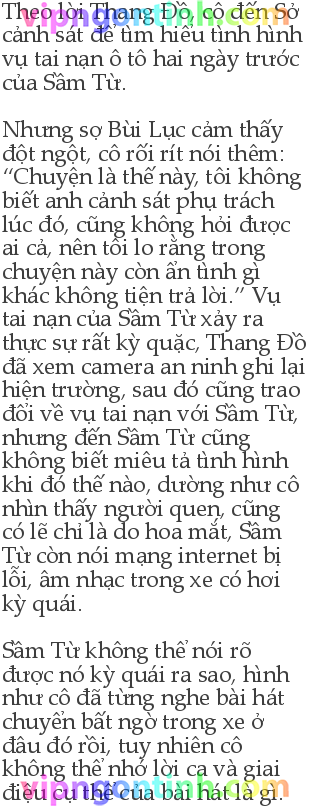 vipngontinh.com
Theo lời Thang Đồ, cô đến Sở
cảnh sát để tìm hiểu tình hình
vụ tai nạn ô tô hai ngày trước
của Sầm Từ.
Nhưng sợ Bùi Lục cảm thấy
đột ngột, cô rối rít nói thêm:
“Chuyện là thế này, tôi không
biết anh cảnh sát phụ trách
lúc đó, cũng không hỏi được
ai cả, nên tôi lo rằng trong
chuyện này còn ẩn tình gì
khác không tiện trả lời.” Vụ
tai nạn của Sầm Từ xảy ra
thực sự rất kỳ quặc, Thang Đồ
đã xem camera an ninh ghi lại
hiện trường, sau đó cũng trao
đổi về vụ tai nạn với Sầm Từ,
nhưng đến Sầm Từ cũng
không biết miêu tả tình hình
khi đó thế nào, dường như cô
nhìn thấy người quen, cũng
có lẽ chỉ là do hoa mắt, Sầm
Từ còn nói mạng internet bị
lỗi, âm nhạc trong xe có hơi
kỳ quái.
Sầm Từ không thể nói rõ
được nó kỳ quái ra sao, hình
như cô đã từng nghe bài hát
chuyển bất ngờ trong xe ở
đâu đó rồi, tuy nhiên cô
không thể nhớ lời ca và giai
điệu cụ thể của bài hát là gì.
vipngontinh.com